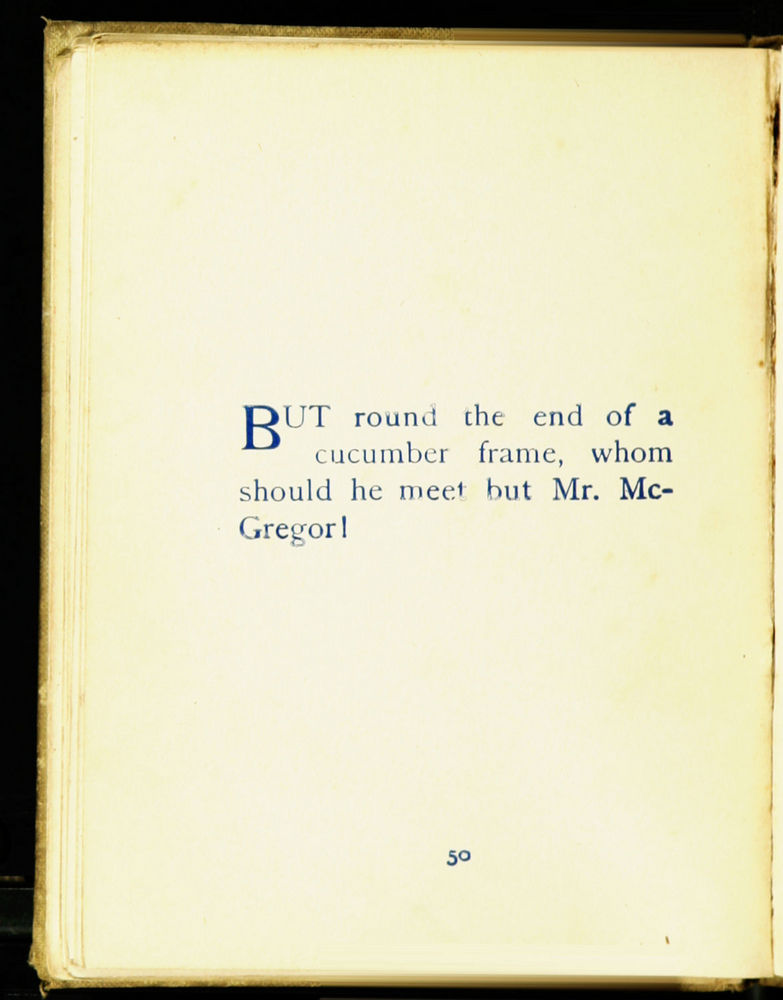 BUT round the end of a
cucumber frame, whom
should he meet but Mr. Mc-
Gregor!
50